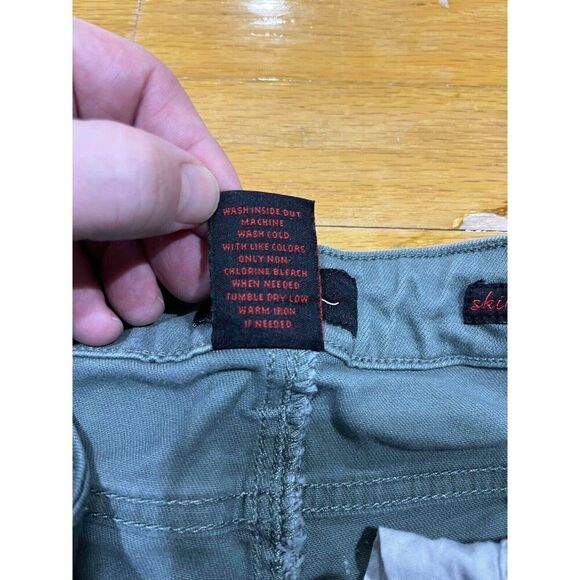 WASH INSIDE OUT
MACHINE
WASH COLD
WITH LIKE COLORS
ONLY NON-
CHLORINE BLEACH
WHEN NEEDED
TUMBLE DRY LOW
WARM IRON
IF NEEDED